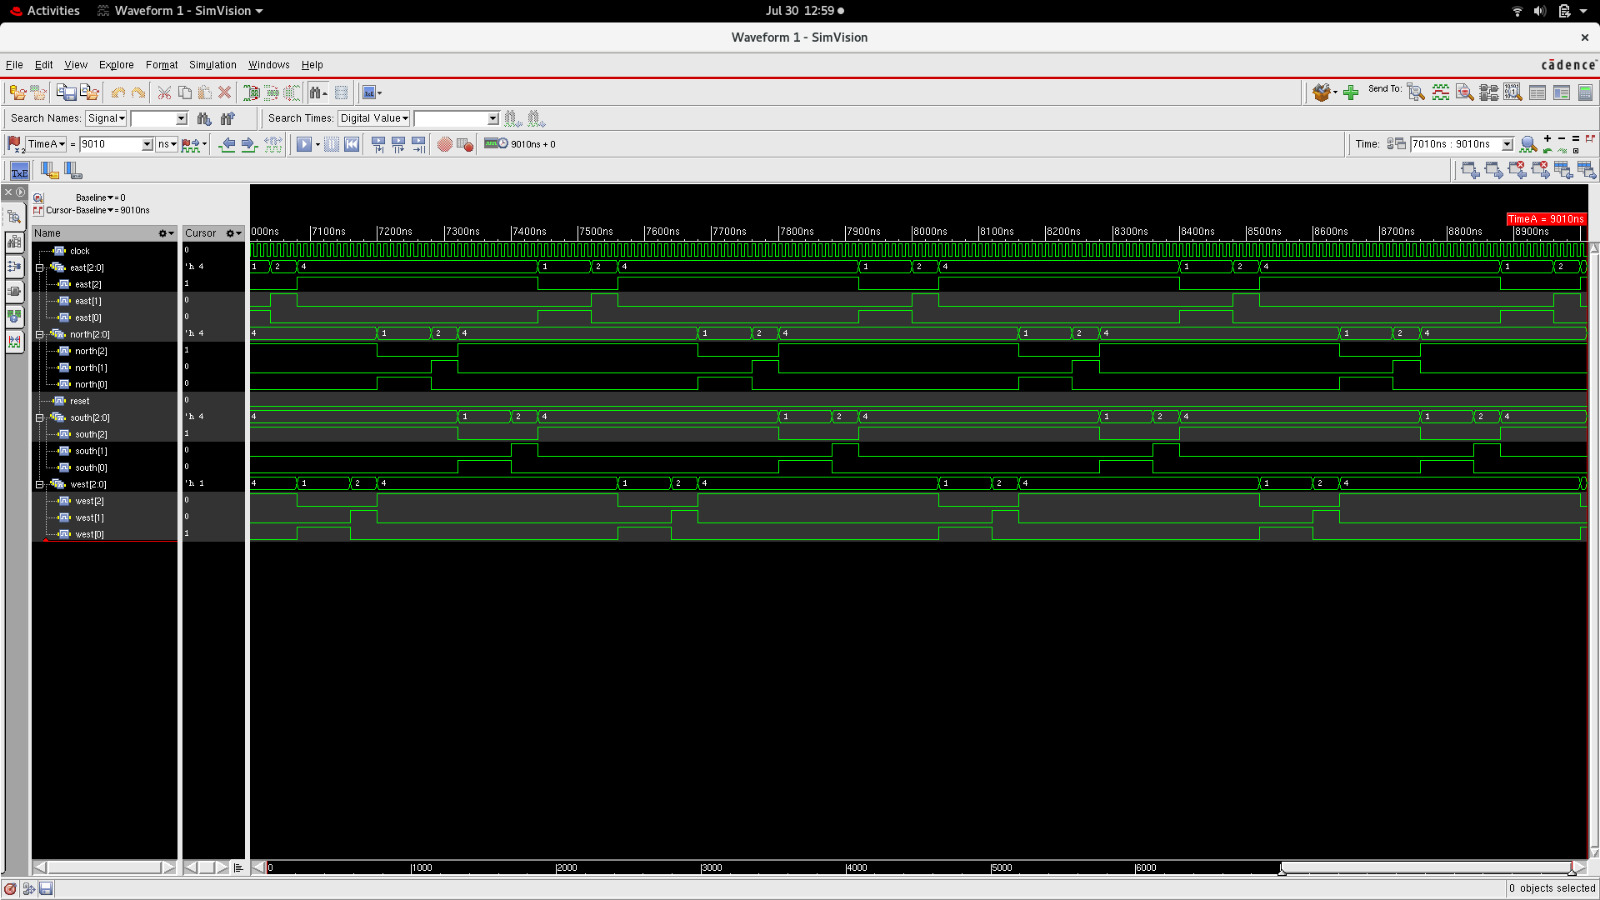 Activities Waveform 1 - SimVision Jul 30 12:59
Waveform 1 - SimVision
File Edit View Explore Format Simulation Windows Help cādence
Send To:
Search Names: Signal Search Times: Digital Value
TimeA = 9010 ns 9010ns + 0 Time: 7010ns : 9010ns
TxE
Baseline = 0
Cursor-Baseline = 9010ns
TimeA = 9010ns
Name Cursor 000ns 7100ns 7200ns 7300ns 7400ns 7500ns 7600ns 7700ns 7800ns 7900ns 8000ns 8100ns 8200ns 8300ns 8400ns 8500ns 8600ns 8700ns 8800ns 8900ns
clock 0
east[2:0] 'h 4 1 2 4 1 2 4 1 2 4 1 2 4 1 2
east[2] 1
east[1] 0
east[0] 0
north[2:0] 'h 4 4 1 2 4 1 2 4 1 2 4 1 2 4
north[2] 1
north[1] 0
north[0] 0
reset 0
south[2:0] 'h 4 4 1 2 4 1 2 4 1 2 4 1 2 4
south[2] 1
south[1] 0
south[0] 0
west[2:0] 'h 1 4 1 2 4 1 2 4 1 2 4 1 2 4
west[2] 0
west[1] 0
west[0] 1
0 1000 2000 3000 4000 5000 6000
0 objects selected